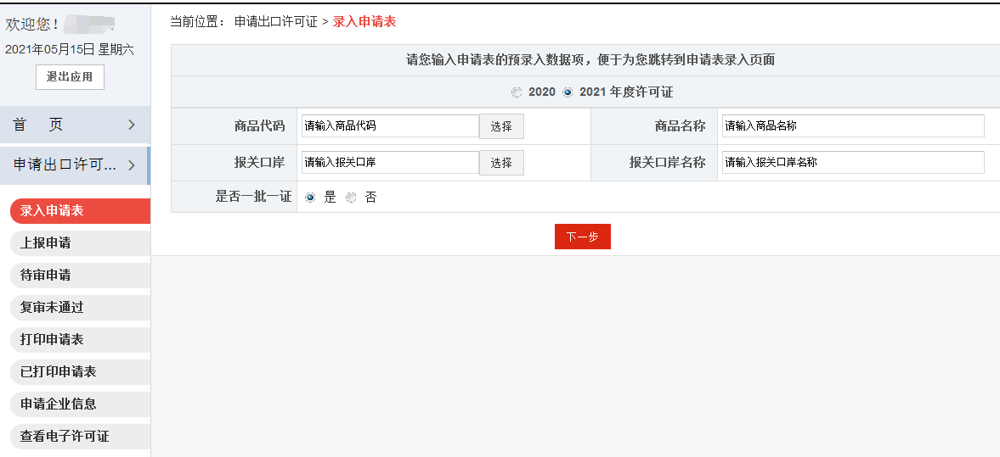 欢迎您！
2021年05月15日 星期六
退出应用
首 页
申请出口许可...
录入申请表
上报申请
待审申请
复审未通过
打印申请表
已打印申请表
申请企业信息
查看电子许可证
当前位置： 申请出口许可证 > 录入申请表
请您输入申请表的预录入数据项，便于为您跳转到申请表录入页面
2020 2021 年度许可证
商品代码 请输入商品代码 选择 商品名称 请输入商品名称
报关口岸 请输入报关口岸 选择 报关口岸名称 请输入报关口岸名称
是否一批一证 是 否
下一步